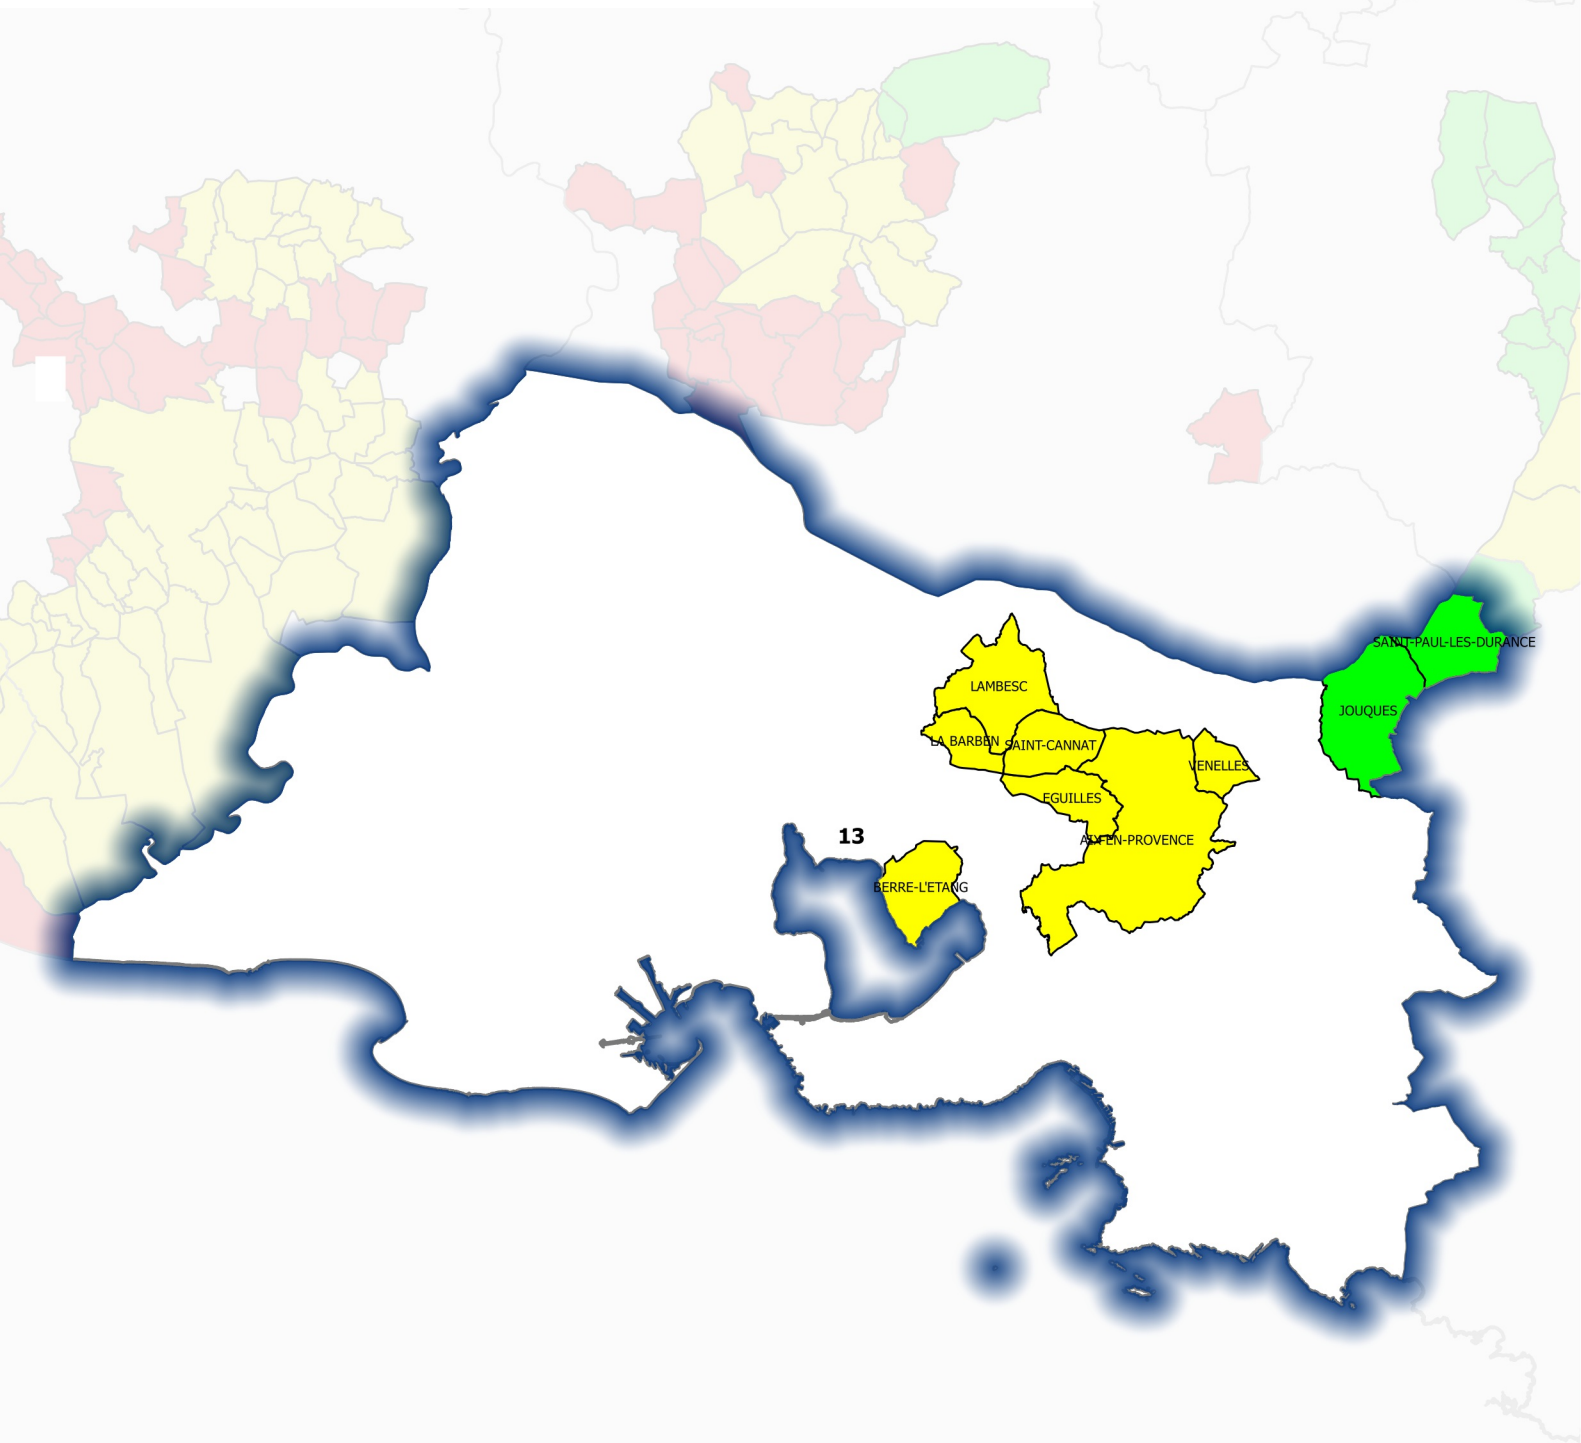 SAINT-PAUL-LES-DURANCE
LAMBESC
JOUQUES
LA BARBEN
SAINT-CANNAT
VENELLES
EGUILLES
13
AIX-EN-PROVENCE
BERRE-L'ETANG